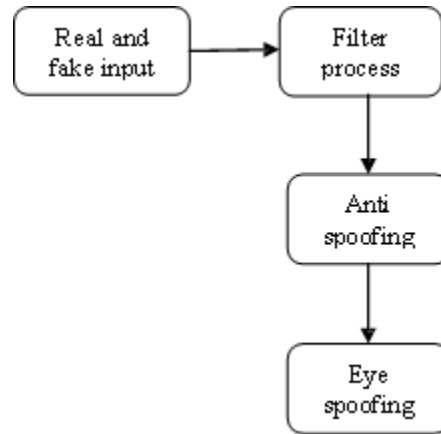 Real and
fake input
Filter
process
Anti
spoofing
Eye
spoofing